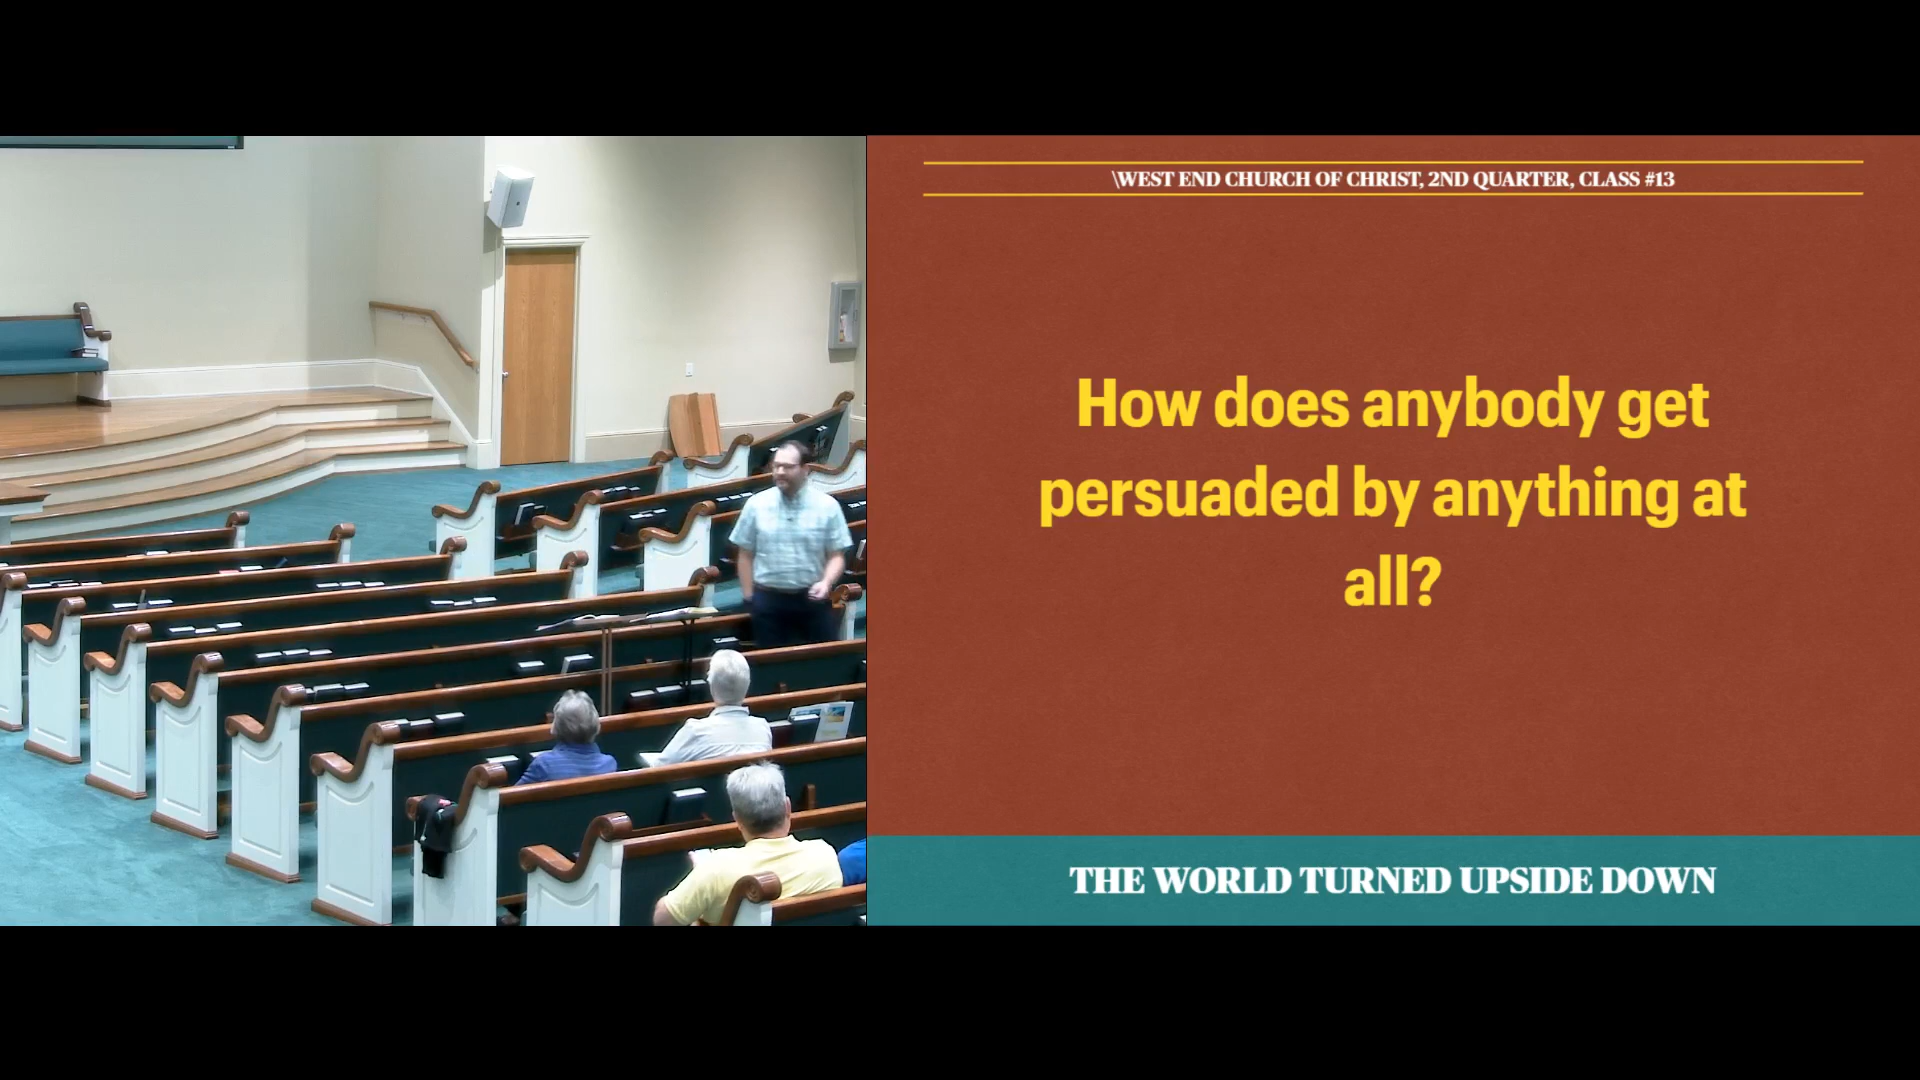 \WEST END CHURCH OF CHRIST, 2ND QUARTER, CLASS #13
How does anybody get
persuaded by anything at
all?
THE WORLD TURNED UPSIDE DOWN